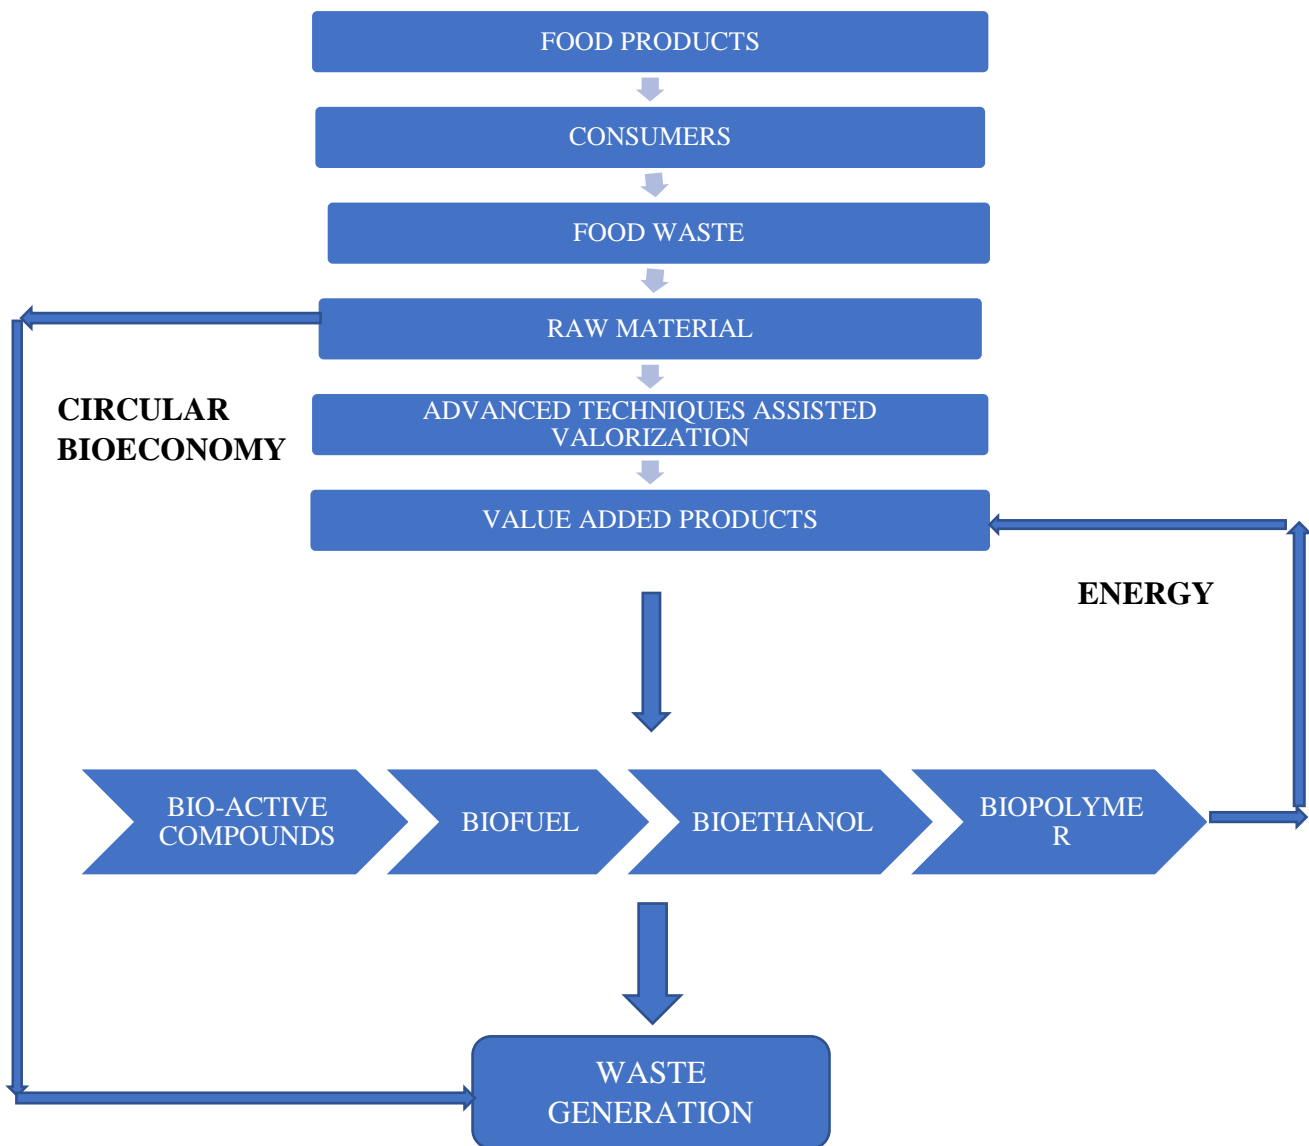 FOOD PRODUCTS
CONSUMERS
FOOD WASTE
RAW MATERIAL
CIRCULAR
BIOECONOMY
ADVANCED TECHNIQUES ASSISTED
VALORIZATION
VALUE ADDED PRODUCTS
ENERGY
BIO-ACTIVE
COMPOUNDS
BIOFUEL
BIOETHANOL
BIOPOLYME
R
WASTE
GENERATION